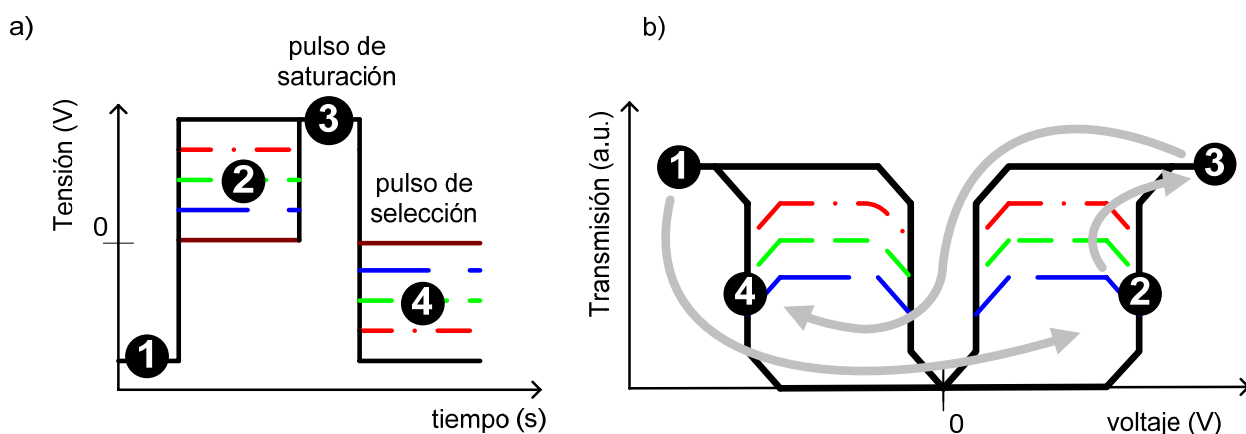 a)
pulso de
saturación
3
Tensión (V)
2
pulso de
selección
0
4
1
tiempo (s)
b)
Transmisión (a.u.)
1
3
4
2
0
voltaje (V)